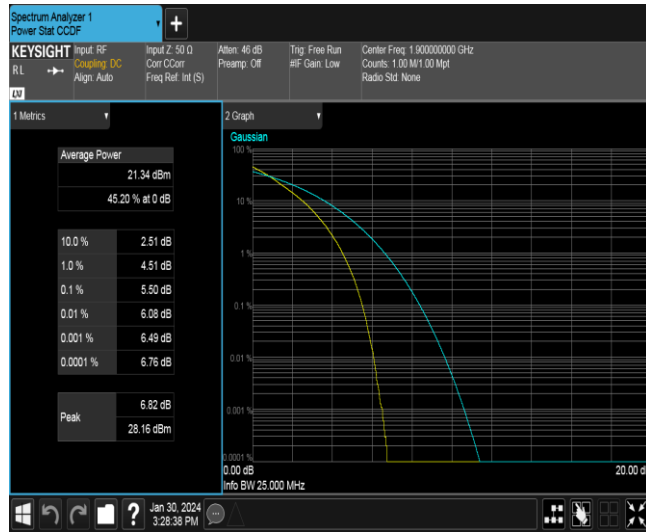 Spectrum Analyzer 1
Power Stat CCDF
+
KEYSIGHT
RL
LXI
Input: RF
Coupling: DC
Align: Auto
Input Z: 50 Ω
Corr CCorr
Freq Ref: Int (S)
Atten: 46 dB
Preamp: Off
Trig: Free Run
#IF Gain: Low
Center Freq: 1.900000000 GHz
Counts: 1.00 M/1.00 Mpt
Radio Std: None
1 Metrics
Average Power
21.34 dBm
45.20 % at 0 dB
10.0 % 2.51 dB
1.0 % 4.51 dB
0.1 % 5.50 dB
0.01 % 6.08 dB
0.001 % 6.49 dB
0.0001 % 6.76 dB
Peak
6.82 dB
28.16 dBm
2 Graph
Gaussian
100 %
10 %
1 %
0.1 %
0.01 %
0.001 %
0.0001 %
0.00 dB
20.00 d
Info BW 25.000 MHz
?
Jan 30, 2024
3:28:38 PM